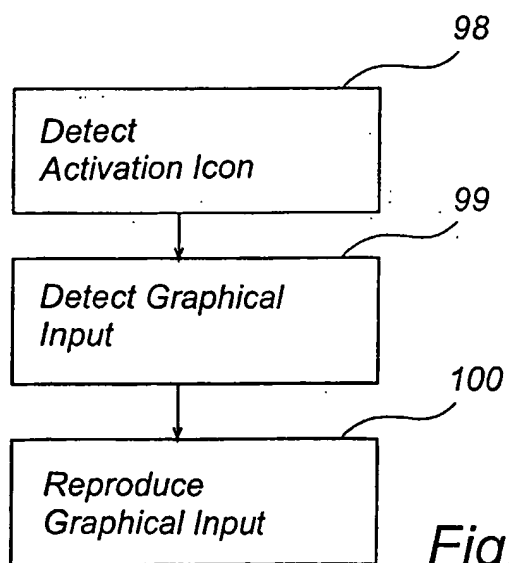 98
Detect
Activation Icon
99
Detect Graphical
Input
100
Reproduce
Graphical Input
Fig